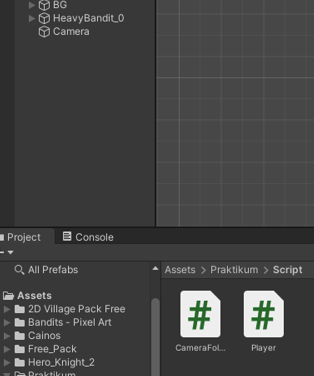 BG
HeavyBandit_0
Camera
Project
Console
All Prefabs
Assets > Praktikum > Script
Assets
2D Village Pack Free
Bandits - Pixel Art
Cainos
Free_Pack
Hero_Knight_2
Praktikum
#
#
CameraFol...
Player